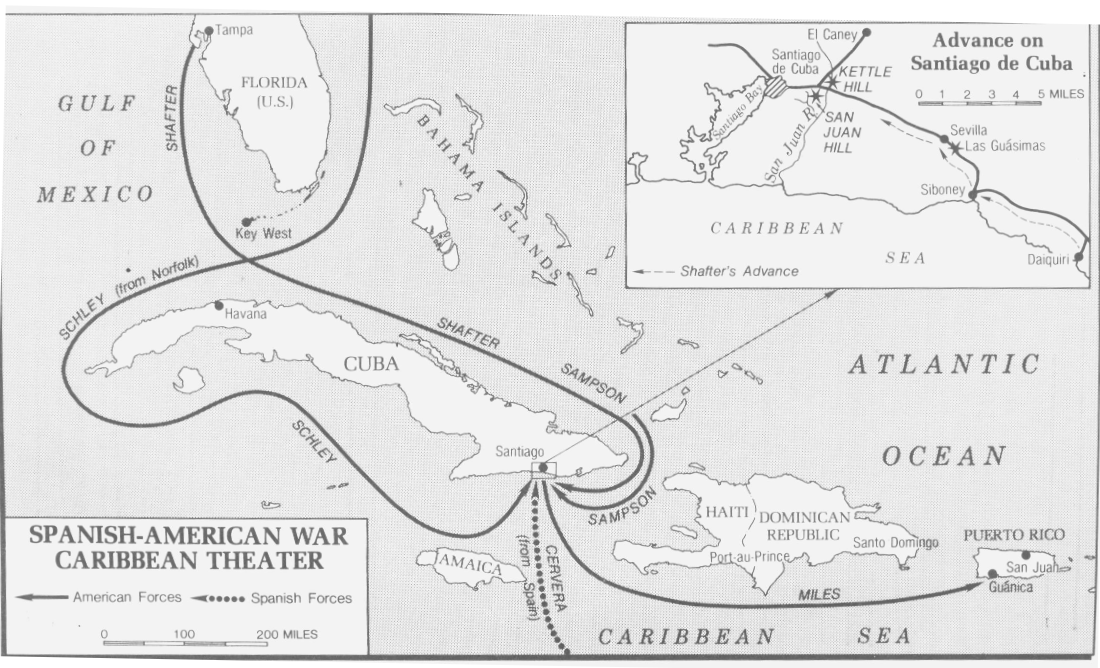 Tampa
FLORIDA
(U.S.)
GULF
OF
MEXICO
SHAFTER
Key West
BAHAMA ISLANDS
SCHLEY (from Norfolk)
Havana
CUBA
SHAFTER
SAMPSON
SCHLEY
Santiago
SAMPSON
ATLANTIC
OCEAN
HAITI
DOMINICAN
REPUBLIC
Port-au-Prince
Santo Domingo
PUERTO RICO
San Juan
Guánica
AMAICA
CERVERA
(from Spain)
MILES
CARIBBEAN SEA
SPANISH-AMERICAN WAR
CARIBBEAN THEATER
American Forces Spanish Forces
0 100 200 MILES
Advance on
Santiago de Cuba
0 1 2 3 4 5 MILES
El Caney
Santiago
de Cuba
KETTLE
HILL
Santiago Bay
San Juan R.
SAN
JUAN
HILL
Sevilla
Las Guásimas
Siboney
Daiquiri
CARIBBEAN
SEA
Shafter's Advance